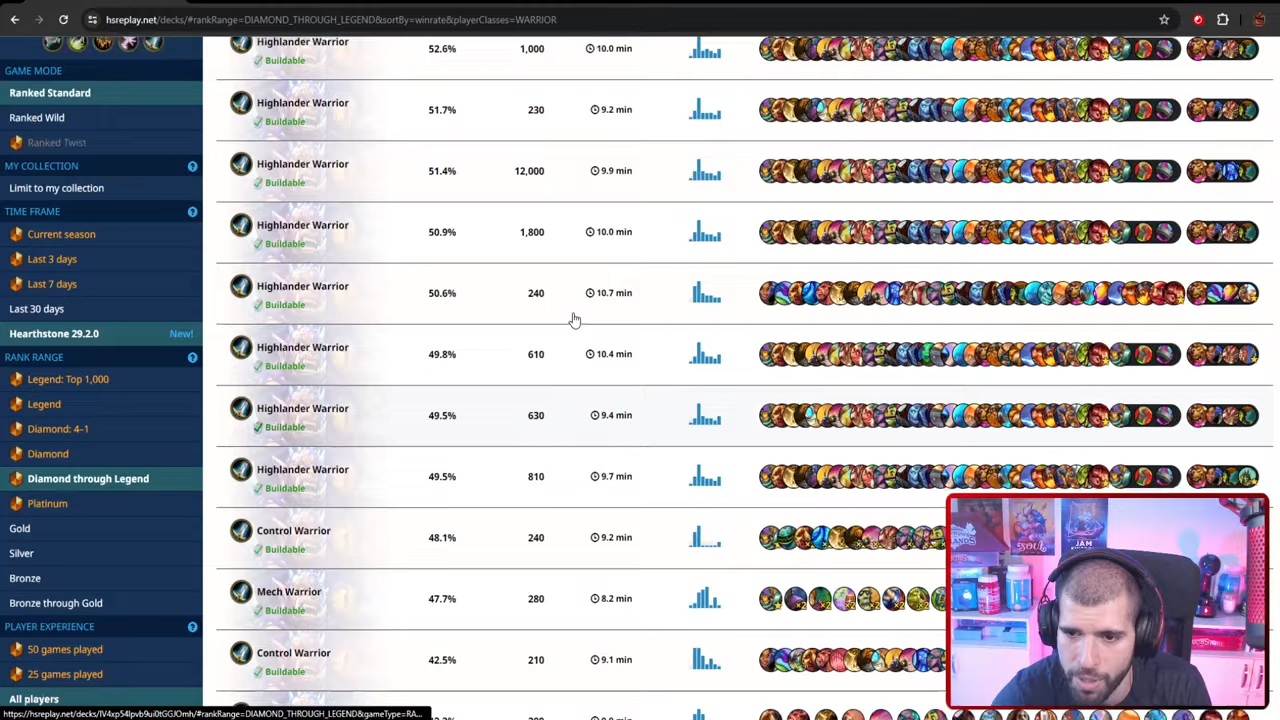 hsreplay.net/decks/#rankRange=DIAMOND_THROUGH_LEGEND&sortBy=winrate&playerClasses=WARRIOR
GAME MODE
Ranked Standard
Ranked Wild
Ranked Twist
MY COLLECTION
Limit to my collection
TIME FRAME
Current season
Last 3 days
Last 7 days
Last 30 days
Hearthstone 29.2.0 New!
RANK RANGE
Legend: Top 1,000
Legend
Diamond: 4–1
Diamond
Diamond through Legend
Platinum
Gold
Silver
Bronze
Bronze through Gold
PLAYER EXPERIENCE
50 games played
25 games played
All players
Highlander Warrior 52.6% 1,000 10.0 min
Buildable
Highlander Warrior 51.7% 230 9.2 min
Buildable
Highlander Warrior 51.4% 12,000 9.9 min
Buildable
Highlander Warrior 50.9% 1,800 10.0 min
Buildable
Highlander Warrior 50.6% 240 10.7 min
Buildable
Highlander Warrior 49.8% 610 10.4 min
Buildable
Highlander Warrior 49.5% 630 9.4 min
Buildable
Highlander Warrior 49.5% 810 9.7 min
Buildable
Control Warrior 48.1% 240 9.2 min
Buildable
Mech Warrior 47.7% 280 8.2 min
Buildable
Control Warrior 42.5% 210 9.1 min
Buildable
SOUL
JAM